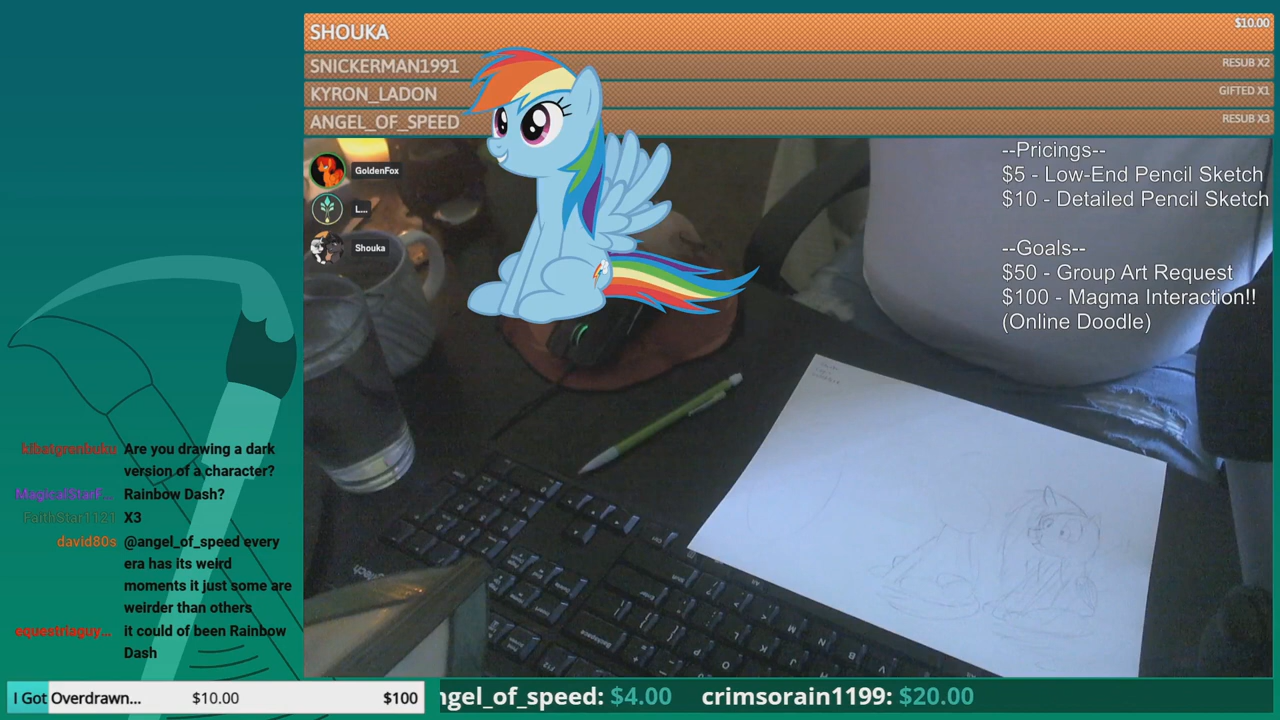 SHOUKA
$10.00
SNICKERMAN1991
RESUB X2
KYRON_LADON
GIFTED X1
ANGEL_OF_SPEED
RESUB X3
GoldenFox
L...
Shouka
--Pricings--
$5 - Low-End Pencil Sketch
$10 - Detailed Pencil Sketch
--Goals--
$50 - Group Art Request
$100 - Magma Interaction!!
(Online Doodle)
Are you drawing a dark
version of a character?
MagicalStarF... Rainbow Dash?
FaithStar1121 X3
david80s @angel_of_speed every
era has its weird
moments it just some are
weirder than others
equestriaguy... it could of been Rainbow
Dash
I Got Overdrawn... $10.00 $100
ngel_of_speed: $4.00 crimsorain1199: $20.00